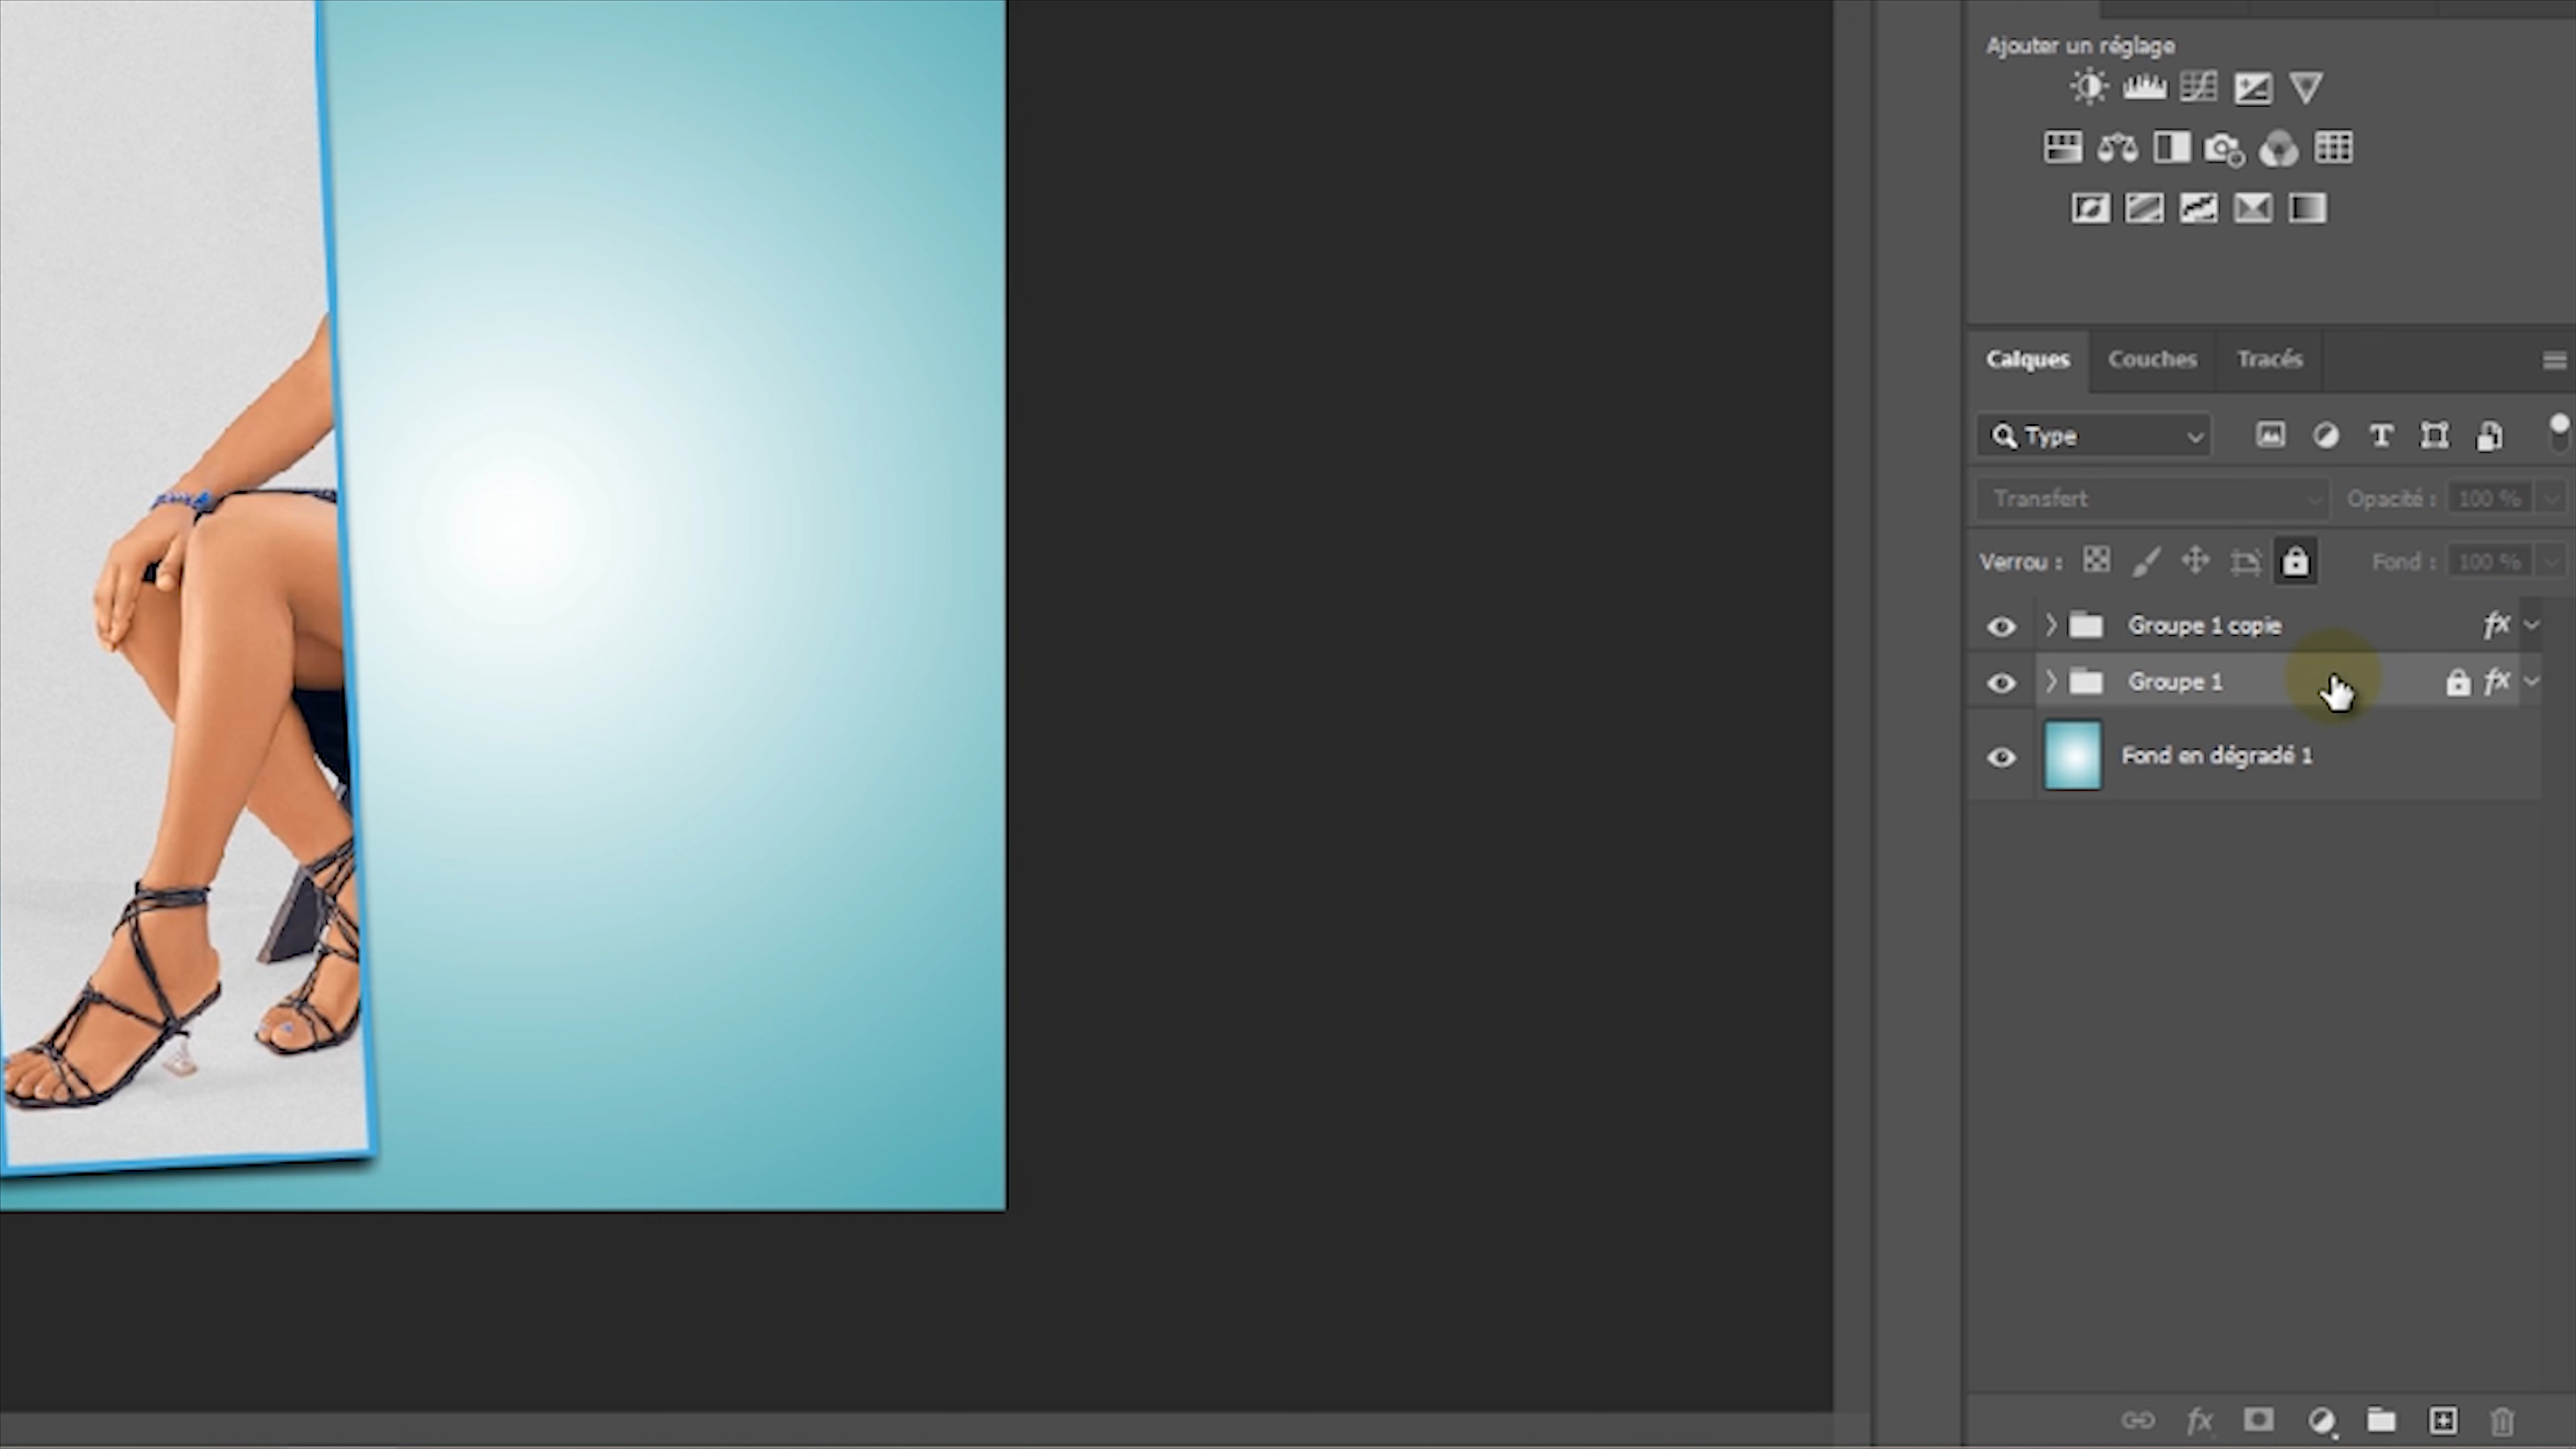 Ajouter un réglage
Calques Couches Tracés
Type
Transfert Opacité : 100 %
Verrou : Fond : 100 %
Groupe 1 copie fx
Groupe 1 fx
Fond en dégradé 1
fx